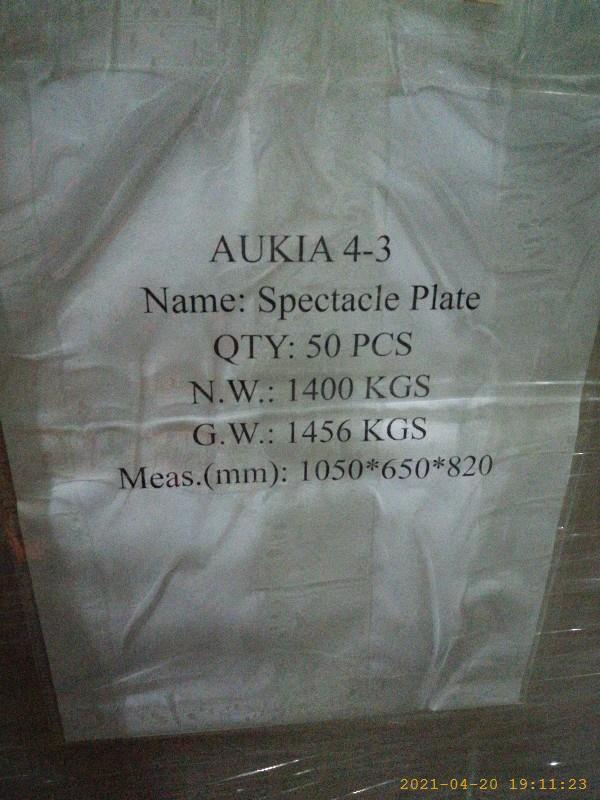 AUKIA 4-3
Name: Spectacle Plate
QTY: 50 PCS
N.W.: 1400 KGS
G.W.: 1456 KGS
Meas.(mm): 1050*650*820
2021-04-20 19:11:23